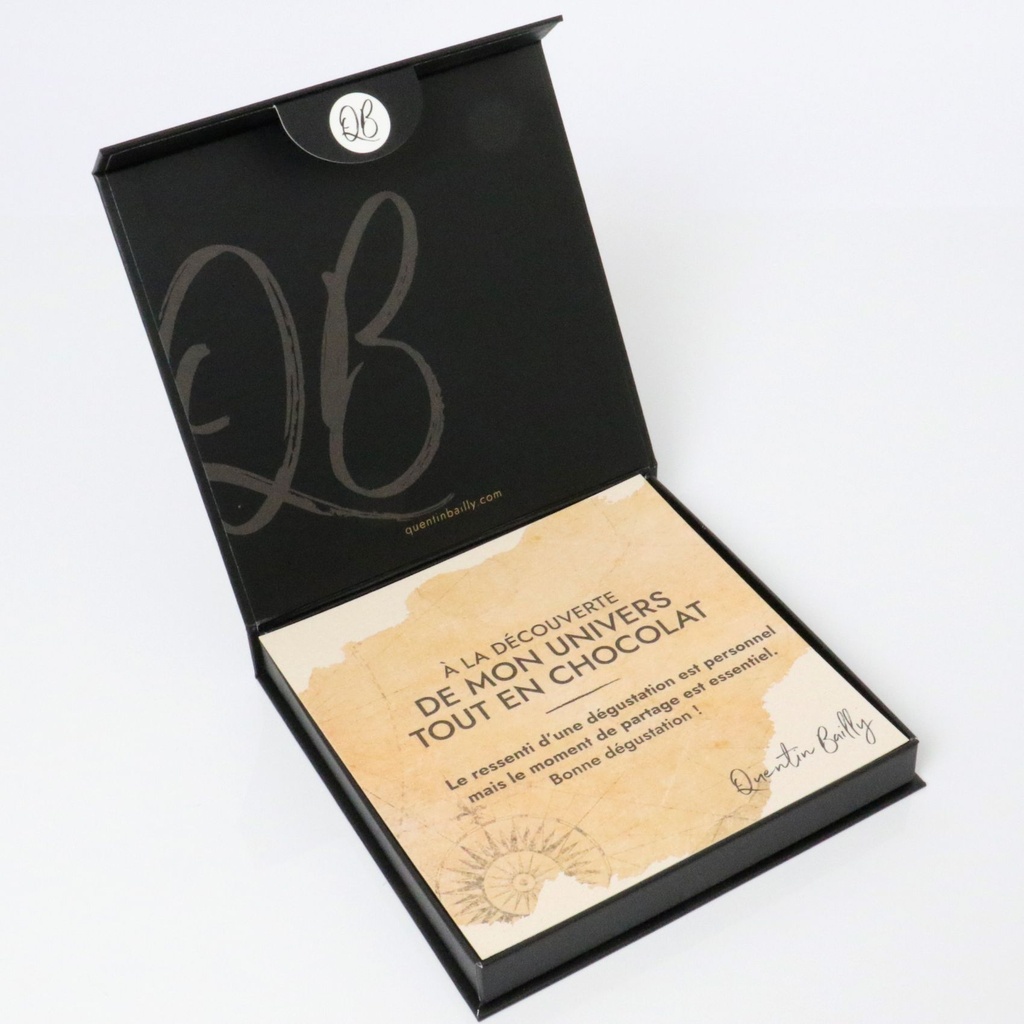 QB
QB
quentinbailly.com
À LA DÉCOUVERTE
DE MON UNIVERS
TOUT EN CHOCOLAT
Le ressenti d'une dégustation est personnel
mais le moment de partage est essentiel.
Bonne dégustation !
Quentin Bailly